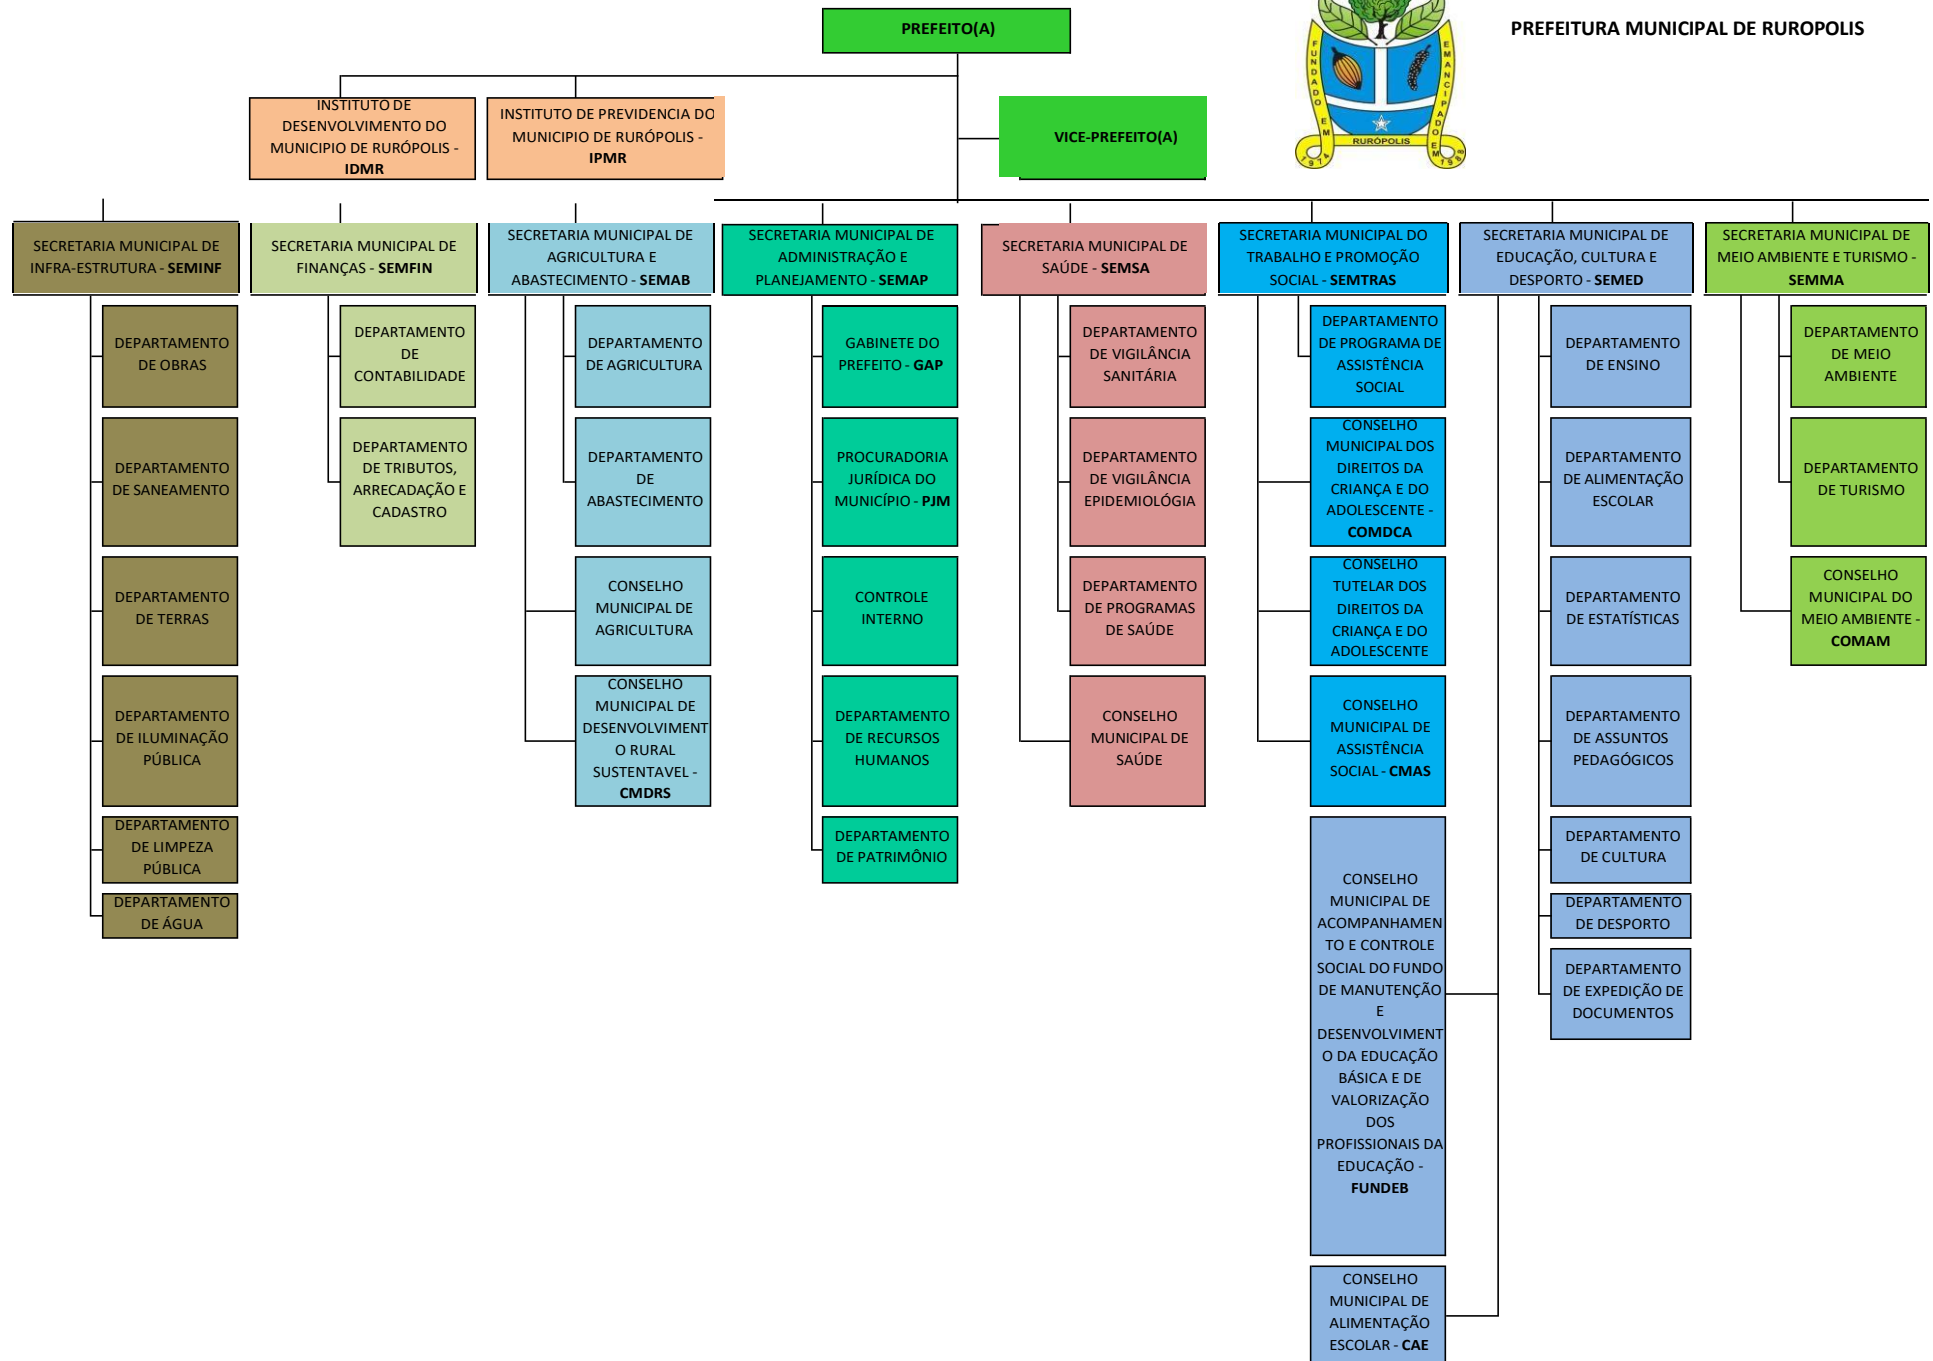 PREFEITO(A)
PREFEITURA MUNICIPAL DE RUROPOLIS
FUNDADO EM
1974
RURÓPOLIS
EMANCIPADO EM
1988
INSTITUTO DE
DESENVOLVIMENTO DO
MUNICIPIO DE RURÓPOLIS -
IDMR
INSTITUTO DE PREVIDENCIA DO
MUNICIPIO DE RURÓPOLIS -
IPMR
VICE-PREFEITO(A)
SECRETARIA MUNICIPAL DE
INFRA-ESTRUTURA - SEMINF
SECRETARIA MUNICIPAL DE
FINANÇAS - SEMFIN
SECRETARIA MUNICIPAL DE
AGRICULTURA E
ABASTECIMENTO - SEMAB
SECRETARIA MUNICIPAL DE
ADMINISTRAÇÃO E
PLANEJAMENTO - SEMAP
SECRETARIA MUNICIPAL DE
SAÚDE - SEMSA
SECRETARIA MUNICIPAL DO
TRABALHO E PROMOÇÃO
SOCIAL - SEMTRAS
SECRETARIA MUNICIPAL DE
EDUCAÇÃO, CULTURA E
DESPORTO - SEMED
SECRETARIA MUNICIPAL DE
MEIO AMBIENTE E TURISMO -
SEMMA
DEPARTAMENTO
DE OBRAS
DEPARTAMENTO
DE SANEAMENTO
DEPARTAMENTO
DE TERRAS
DEPARTAMENTO
DE ILUMINAÇÃO
PÚBLICA
DEPARTAMENTO
DE LIMPEZA
PÚBLICA
DEPARTAMENTO
DE ÁGUA
DEPARTAMENTO
DE
CONTABILIDADE
DEPARTAMENTO
DE TRIBUTOS,
ARRECADAÇÃO E
CADASTRO
DEPARTAMENTO
DE AGRICULTURA
DEPARTAMENTO
DE
ABASTECIMENTO
CONSELHO
MUNICIPAL DE
AGRICULTURA
CONSELHO
MUNICIPAL DE
DESENVOLVIMENT
O RURAL
SUSTENTAVEL -
CMDRS
GABINETE DO
PREFEITO - GAP
PROCURADORIA
JURÍDICA DO
MUNICÍPIO - PJM
CONTROLE
INTERNO
DEPARTAMENTO
DE RECURSOS
HUMANOS
DEPARTAMENTO
DE PATRIMÔNIO
DEPARTAMENTO
DE VIGILÂNCIA
SANITÁRIA
DEPARTAMENTO
DE VIGILÂNCIA
EPIDEMIOLÓGIA
DEPARTAMENTO
DE PROGRAMAS
DE SAÚDE
CONSELHO
MUNICIPAL DE
SAÚDE
DEPARTAMENTO
DE PROGRAMA DE
ASSISTÊNCIA
SOCIAL
CONSELHO
MUNICIPAL DOS
DIREITOS DA
CRIANÇA E DO
ADOLESCENTE -
COMDCA
CONSELHO
TUTELAR DOS
DIREITOS DA
CRIANÇA E DO
ADOLESCENTE
CONSELHO
MUNICIPAL DE
ASSISTÊNCIA
SOCIAL - CMAS
CONSELHO
MUNICIPAL DE
ACOMPANHAMEN
TO E CONTROLE
SOCIAL DO FUNDO
DE MANUTENÇÃO
E
DESENVOLVIMENT
O DA EDUCAÇÃO
BÁSICA E DE
VALORIZAÇÃO
DOS
PROFISSIONAIS DA
EDUCAÇÃO -
FUNDEB
CONSELHO
MUNICIPAL DE
ALIMENTAÇÃO
ESCOLAR - CAE
DEPARTAMENTO
DE ENSINO
DEPARTAMENTO
DE ALIMENTAÇÃO
ESCOLAR
DEPARTAMENTO
DE ESTATÍSTICAS
DEPARTAMENTO
DE ASSUNTOS
PEDAGÓGICOS
DEPARTAMENTO
DE CULTURA
DEPARTAMENTO
DE DESPORTO
DEPARTAMENTO
DE EXPEDIÇÃO DE
DOCUMENTOS
DEPARTAMENTO
DE MEIO
AMBIENTE
DEPARTAMENTO
DE TURISMO
CONSELHO
MUNICIPAL DO
MEIO AMBIENTE -
COMAM